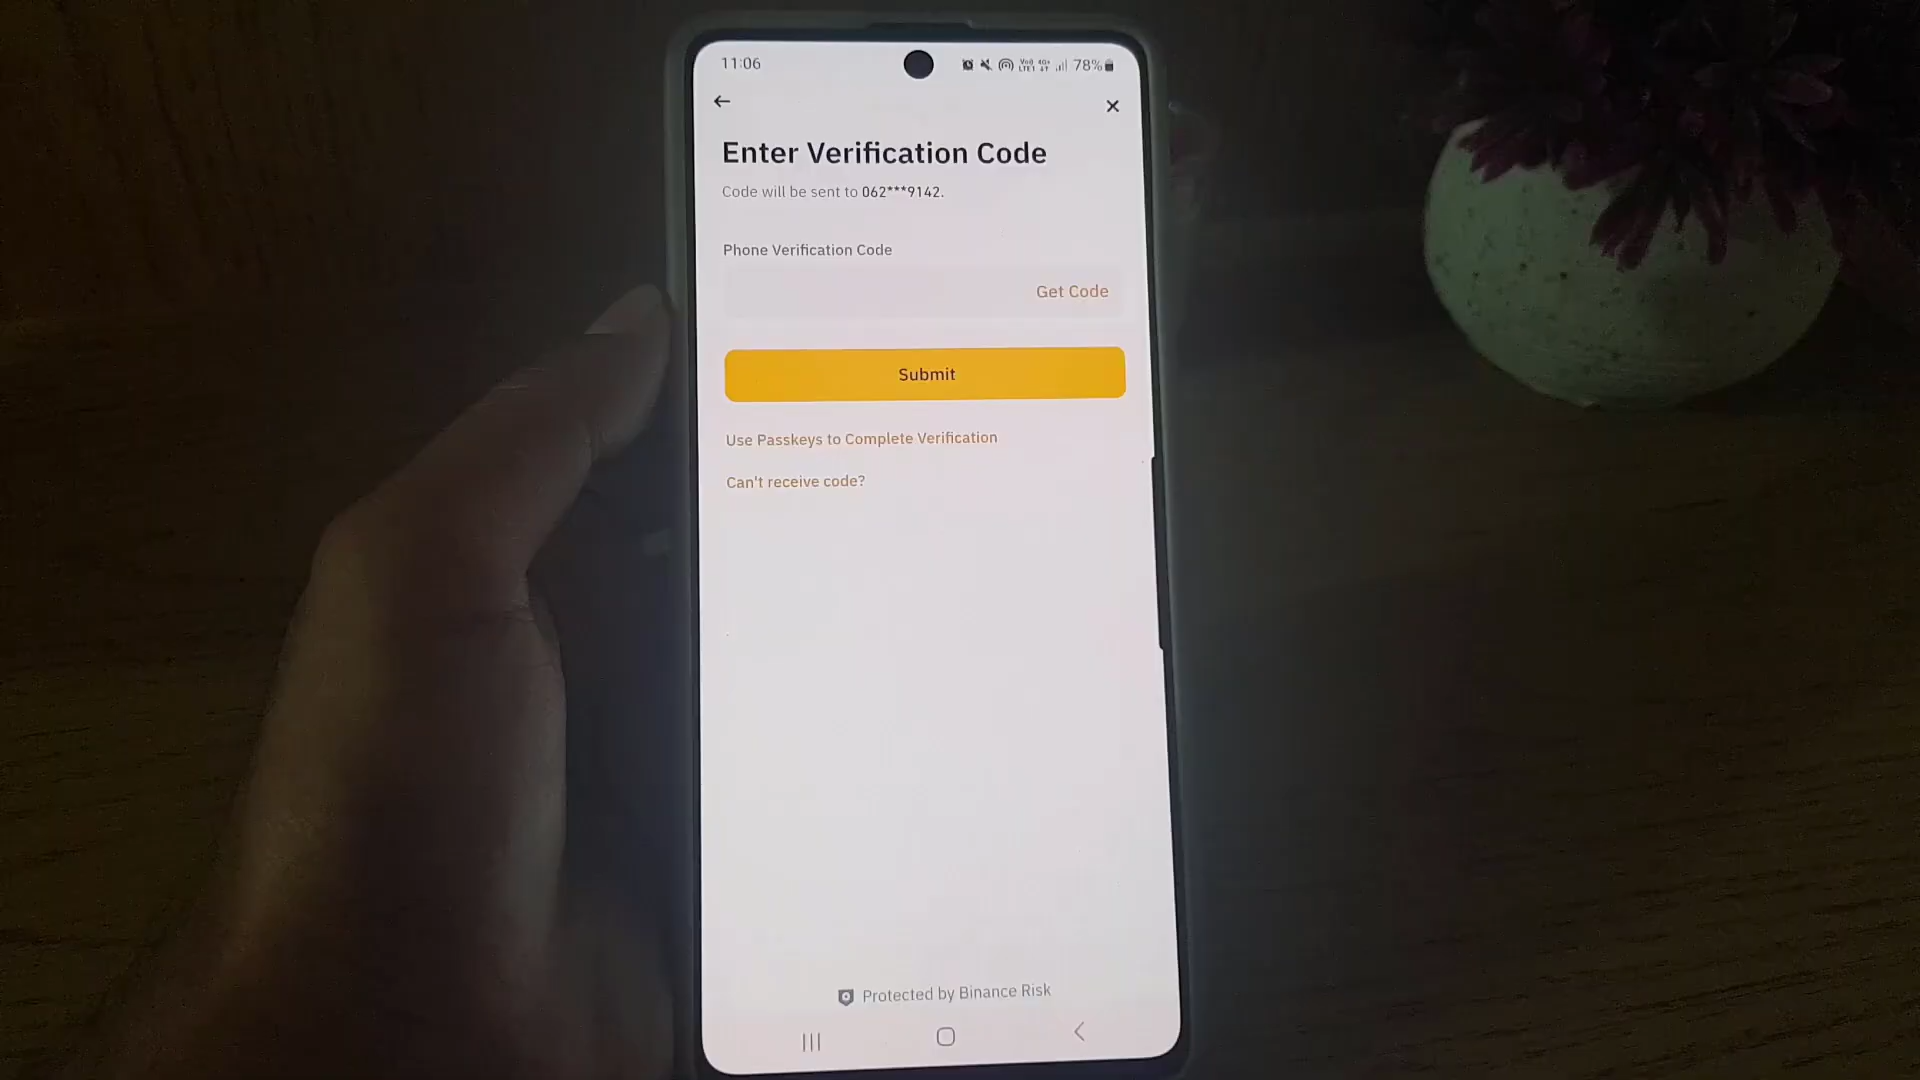 11:06
78%
Enter Verification Code
Code will be sent to 062***9142.
Phone Verification Code
Get Code
Submit
Use Passkeys to Complete Verification
Can't receive code?
Protected by Binance Risk